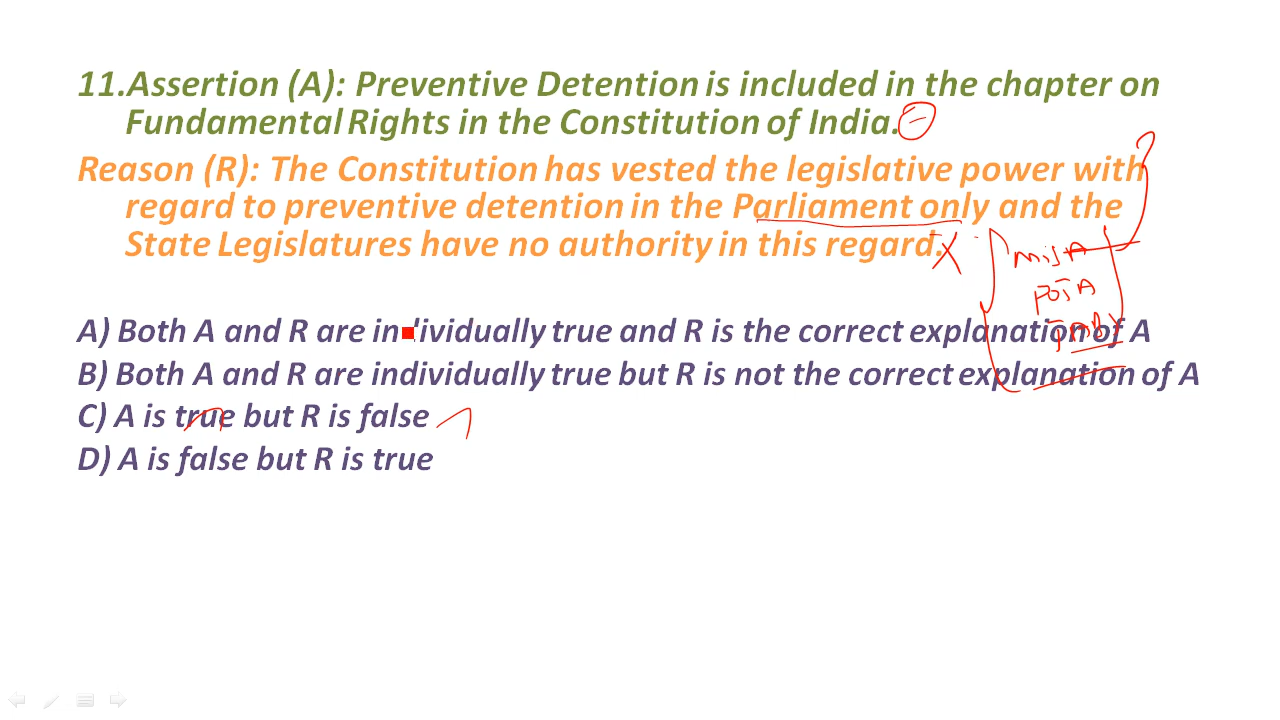 11.Assertion (A): Preventive Detention is included in the chapter on
Fundamental Rights in the Constitution of India.
Reason (R): The Constitution has vested the legislative power with
regard to preventive detention in the Parliament only and the
State Legislatures have no authority in this regard.
MISA
POTA
A) Both A and R are individually true and R is the correct explanation of A
B) Both A and R are individually true but R is not the correct explanation of A
C) A is true but R is false
D) A is false but R is true